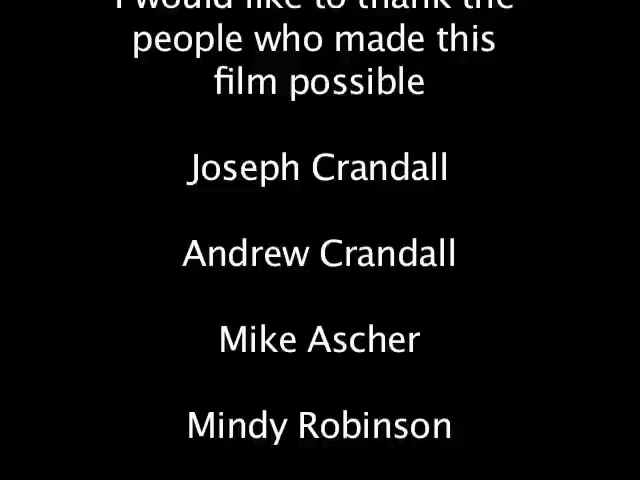 I would like to thank the
people who made this
film possible
Joseph Crandall
Andrew Crandall
Mike Ascher
Mindy Robinson